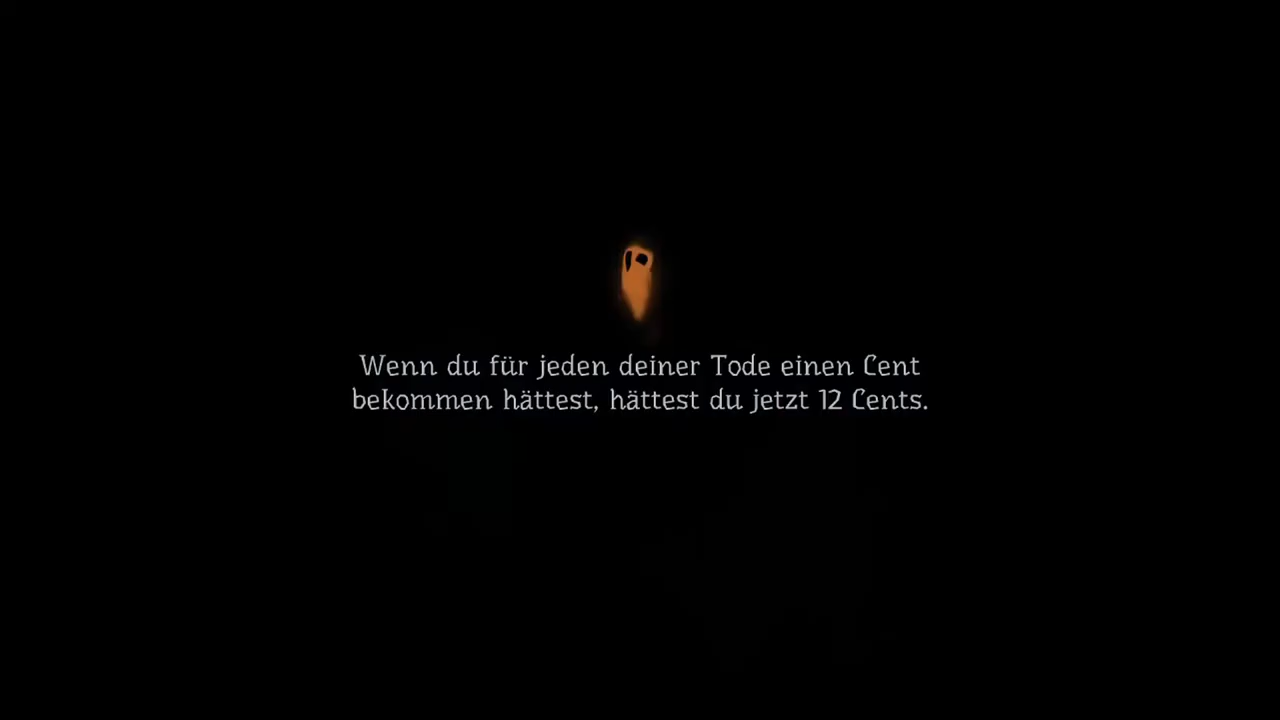 Wenn du für jeden deiner Tode einen Cent
bekommen hättest, hättest du jetzt 12 Cents.